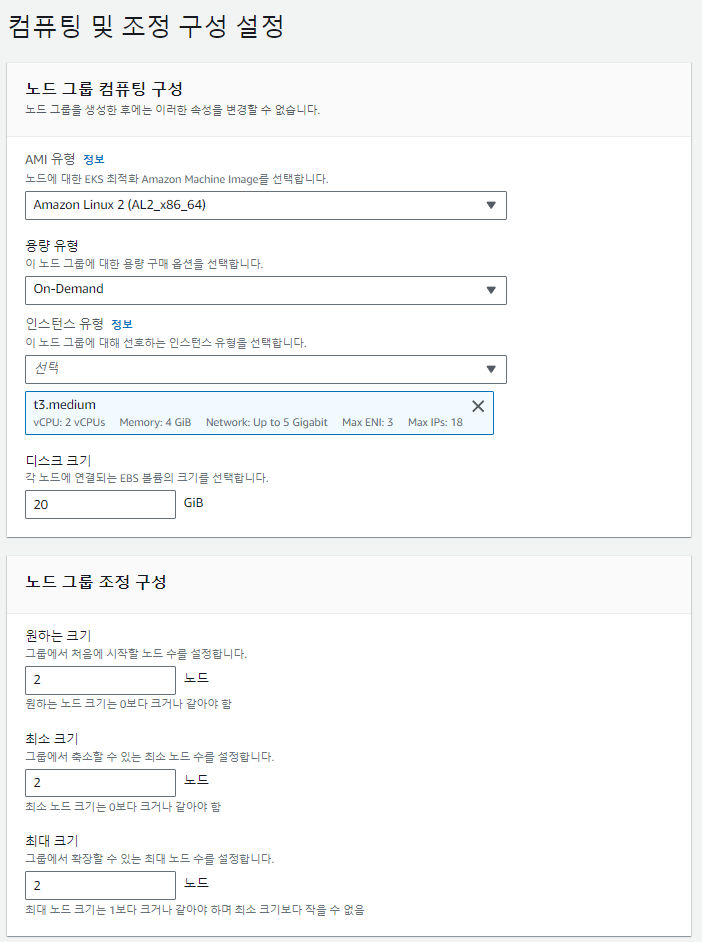 컴퓨팅 및 조정 구성 설정
노드 그룹 컴퓨팅 구성
노드 그룹을 생성한 후에는 이러한 속성을 변경할 수 없습니다.
AMI 유형 정보
노드에 대한 EKS 최적화 Amazon Machine Image를 선택합니다.
Amazon Linux 2 (AL2_x86_64)
용량 유형
이 노드 그룹에 대한 용량 구매 옵션을 선택합니다.
On-Demand
인스턴스 유형 정보
이 노드 그룹에 대해 선호하는 인스턴스 유형을 선택합니다.
선택
t3.medium
vCPU: 2 vCPUs Memory: 4 GiB Network: Up to 5 Gigabit Max ENI: 3 Max IPs: 18
디스크 크기
각 노드에 연결되는 EBS 볼륨의 크기를 선택합니다.
20 GiB
노드 그룹 조정 구성
원하는 크기
그룹에서 처음에 시작할 노드 수를 설정합니다.
2 노드
원하는 노드 크기는 0보다 크거나 같아야 함
최소 크기
그룹에서 축소할 수 있는 최소 노드 수를 설정합니다.
2 노드
최소 노드 크기는 0보다 크거나 같아야 함
최대 크기
그룹에서 확장할 수 있는 최대 노드 수를 설정합니다.
2 노드
최대 노드 크기는 1보다 크거나 같아야 하며 최소 크기보다 작을 수 없음